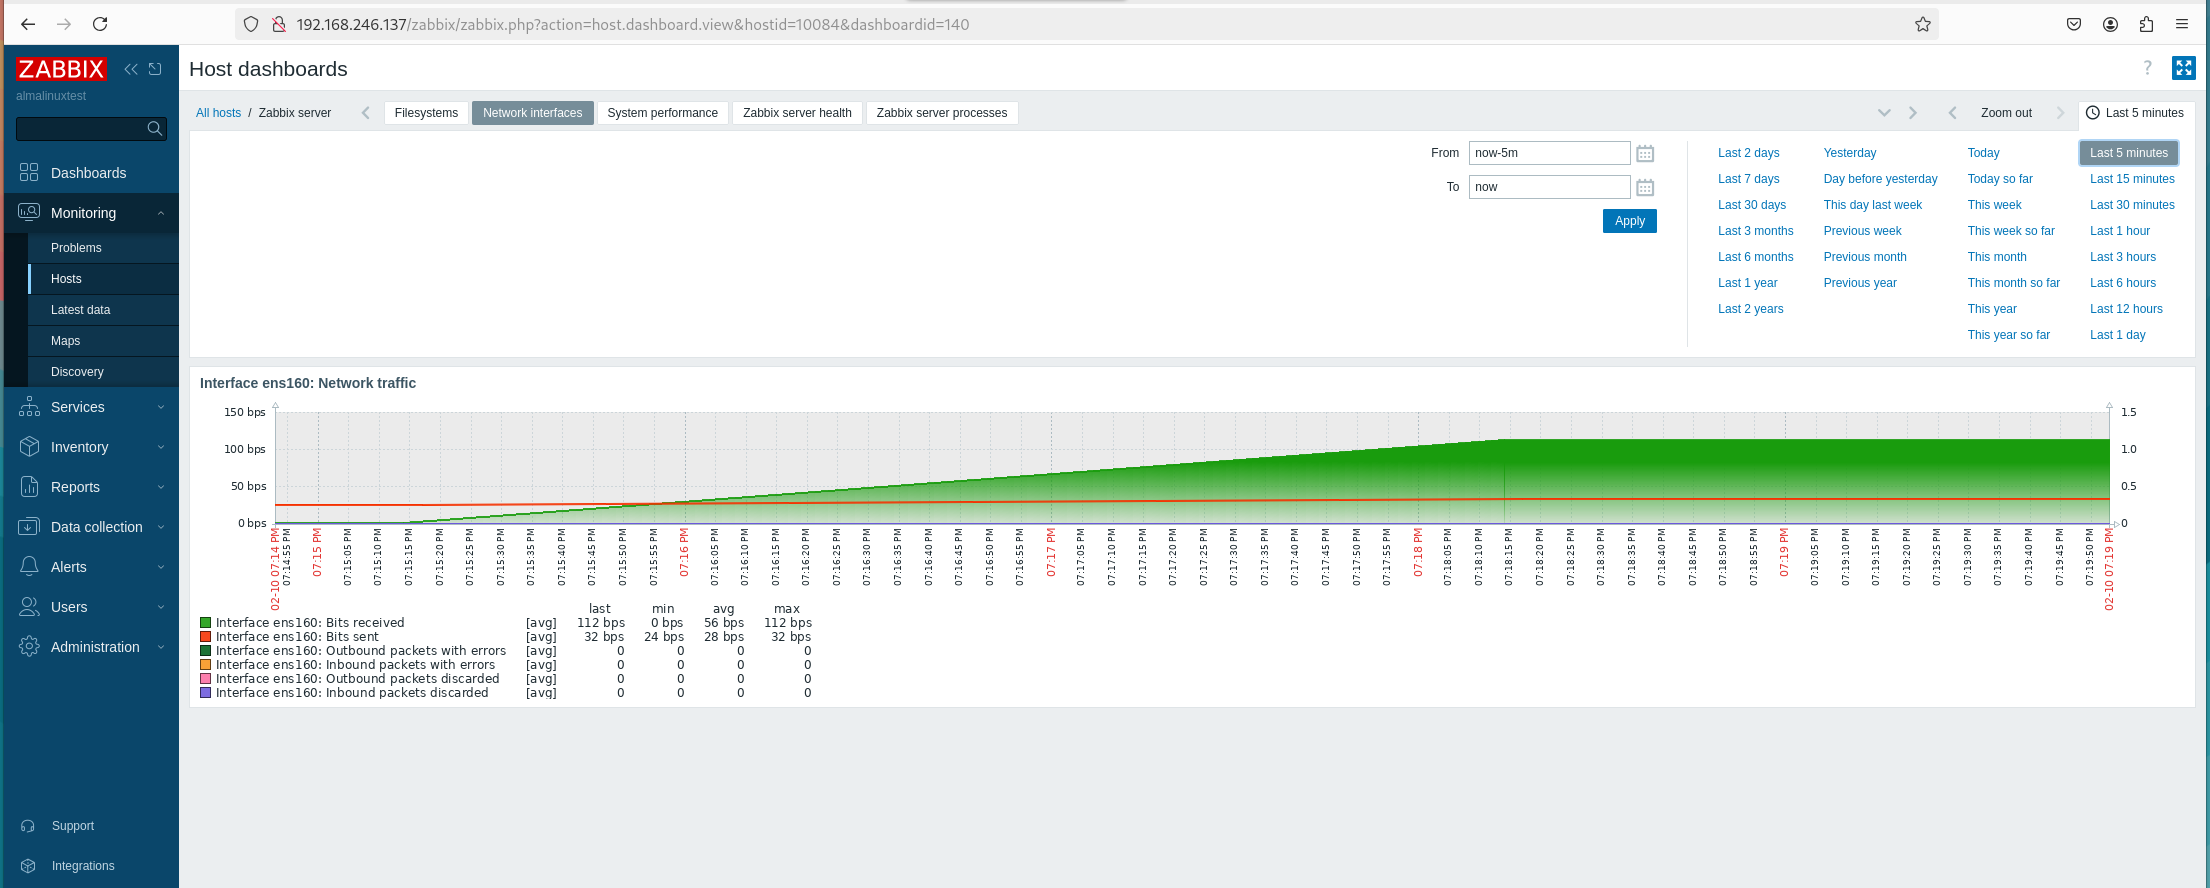 192.168.246.137/zabbix/zabbix.php?action=host.dashboard.view&hostid=10084&dashboardid=140
ZABBIX
almalinuxtest
Dashboards
Monitoring
Problems
Hosts
Latest data
Maps
Discovery
Services
Inventory
Reports
Data collection
Alerts
Users
Administration
Support
Integrations
Host dashboards
?
All hosts / Zabbix server
Filesystems
Network interfaces
System performance
Zabbix server health
Zabbix server processes
Zoom out
Last 5 minutes
From now-5m
To now
Apply
Last 2 days Yesterday Today Last 5 minutes
Last 7 days Day before yesterday Today so far Last 15 minutes
Last 30 days This day last week This week Last 30 minutes
Last 3 months Previous week This week so far Last 1 hour
Last 6 months Previous month This month Last 3 hours
Last 1 year Previous year This month so far Last 6 hours
Last 2 years This year Last 12 hours
This year so far Last 1 day
Interface ens160: Network traffic
150 bps 1.5
100 bps 1.0
50 bps 0.5
0 bps 0
02-10 07:14 PM
07:14:55 PM
07:15 PM
07:15:05 PM
07:15:10 PM
07:15:15 PM
07:15:20 PM
07:15:25 PM
07:15:30 PM
07:15:35 PM
07:15:40 PM
07:15:45 PM
07:15:50 PM
07:15:55 PM
07:16 PM
07:16:05 PM
07:16:10 PM
07:16:15 PM
07:16:20 PM
07:16:25 PM
07:16:30 PM
07:16:35 PM
07:16:40 PM
07:16:45 PM
07:16:50 PM
07:16:55 PM
07:17 PM
07:17:05 PM
07:17:10 PM
07:17:15 PM
07:17:20 PM
07:17:25 PM
07:17:30 PM
07:17:35 PM
07:17:40 PM
07:17:45 PM
07:17:50 PM
07:17:55 PM
07:18 PM
07:18:05 PM
07:18:10 PM
07:18:15 PM
07:18:20 PM
07:18:25 PM
07:18:30 PM
07:18:35 PM
07:18:40 PM
07:18:45 PM
07:18:50 PM
07:18:55 PM
07:19 PM
07:19:05 PM
07:19:10 PM
07:19:15 PM
07:19:20 PM
07:19:25 PM
07:19:30 PM
07:19:35 PM
07:19:40 PM
07:19:45 PM
07:19:50 PM
02-10 07:19 PM
last min avg max
Interface ens160: Bits received [avg] 112 bps 0 bps 56 bps 112 bps
Interface ens160: Bits sent [avg] 32 bps 24 bps 28 bps 32 bps
Interface ens160: Outbound packets with errors [avg] 0 0 0 0
Interface ens160: Inbound packets with errors [avg] 0 0 0 0
Interface ens160: Outbound packets discarded [avg] 0 0 0 0
Interface ens160: Inbound packets discarded [avg] 0 0 0 0